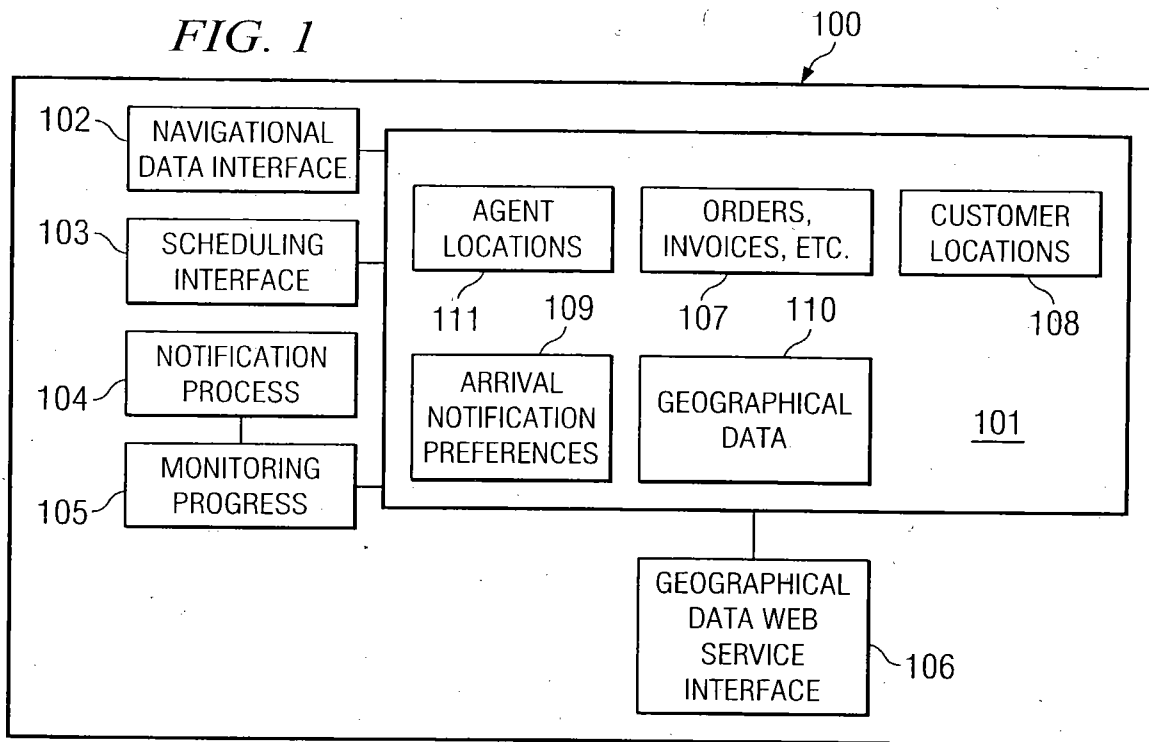 FIG. 1
100
102
NAVIGATIONAL
DATA INTERFACE
103
SCHEDULING
INTERFACE
104
NOTIFICATION
PROCESS
105
MONITORING
PROGRESS
AGENT
LOCATIONS
111
ORDERS,
INVOICES, ETC.
107
CUSTOMER
LOCATIONS
108
109
ARRIVAL
NOTIFICATION
PREFERENCES
110
GEOGRAPHICAL
DATA
101
GEOGRAPHICAL
DATA WEB
SERVICE
INTERFACE
106